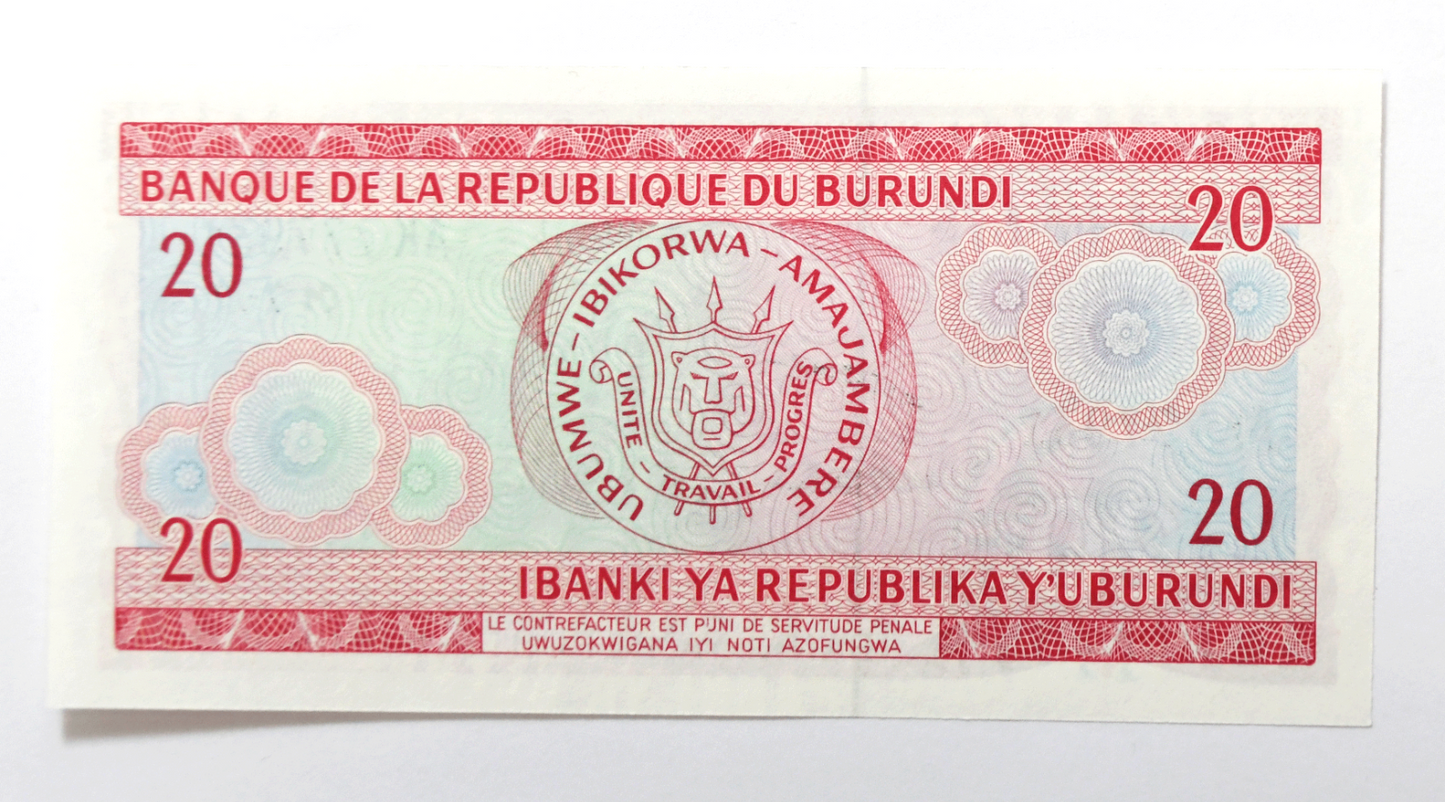 BANQUE DE LA REPUBLIQUE DU BURUNDI
20
20
UBUMWE – IBIKORWA – AMAJAMBERE
UNITE – TRAVAIL – PROGRES
20
20
IBANKI YA REPUBLIKA Y'UBURUNDI
LE CONTREFACTEUR EST PUNI DE SERVITUDE PENALE
UWUZOKWIGANA IYI NOTI AZOFUNGWA